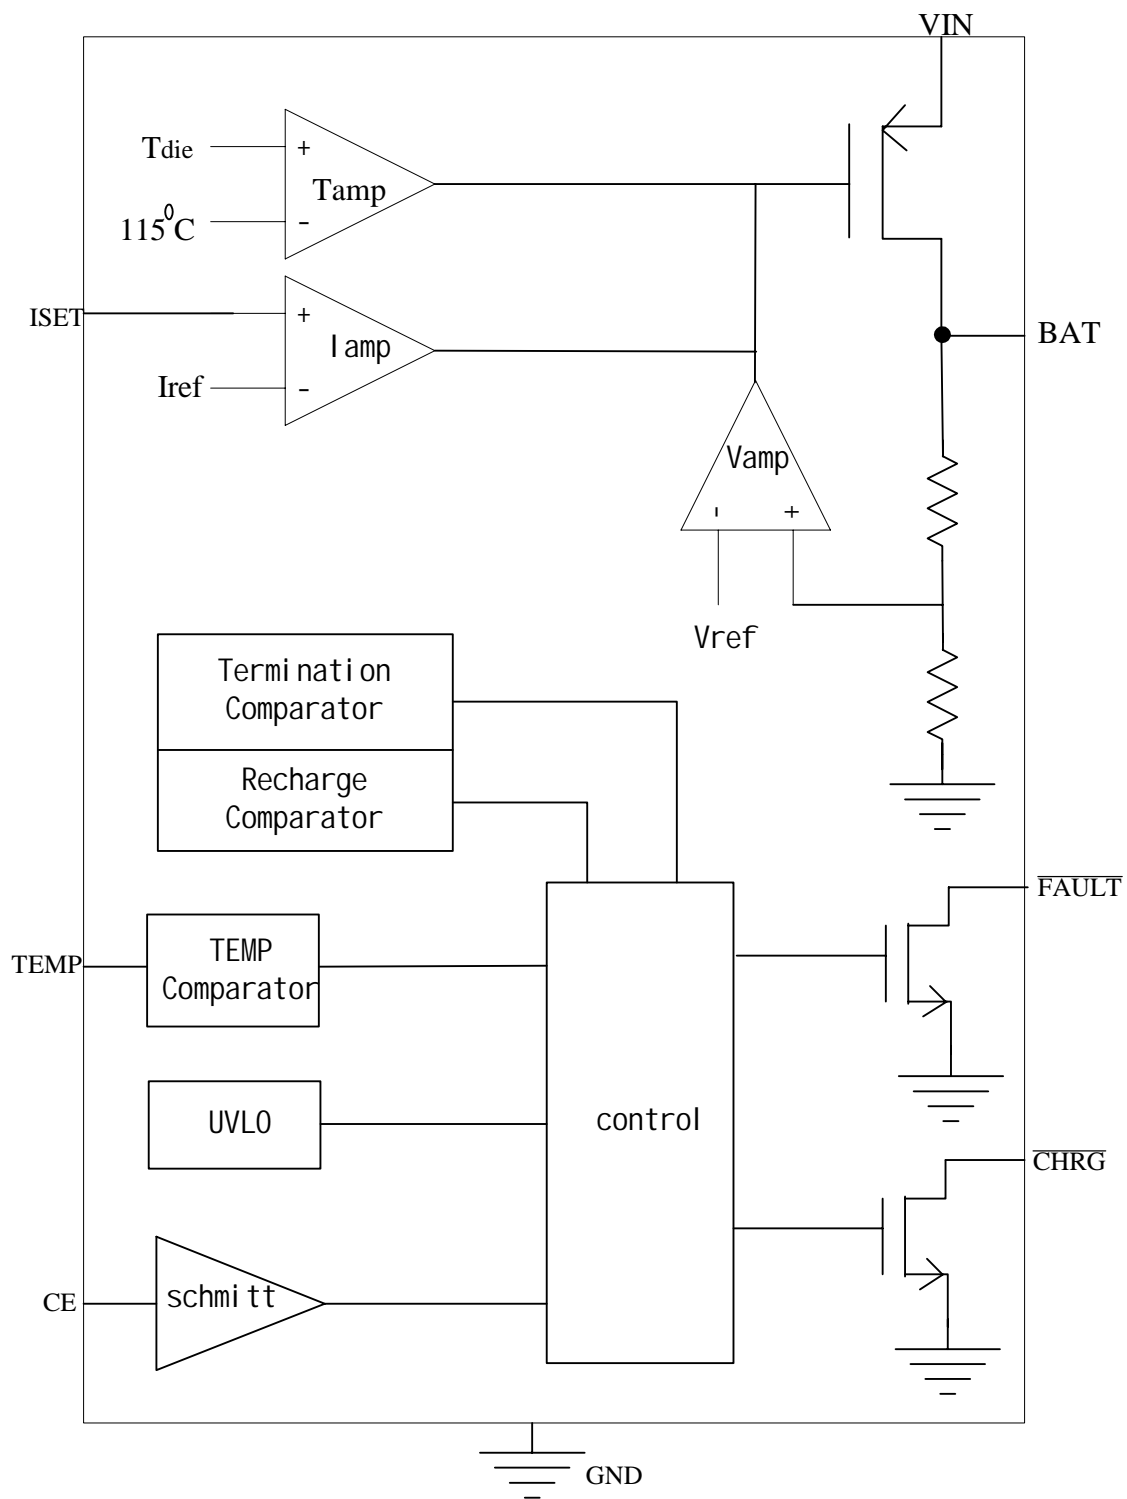 VIN
Tdie
+
Tamp
115⁰C
-
ISET
+
Iamp
Iref
-
BAT
Vamp
- +
Vref
Termination
Comparator
Recharge
Comparator
FAULT
TEMP
TEMP
Comparator
UVLO
control
CHRG
CE
schmitt
GND